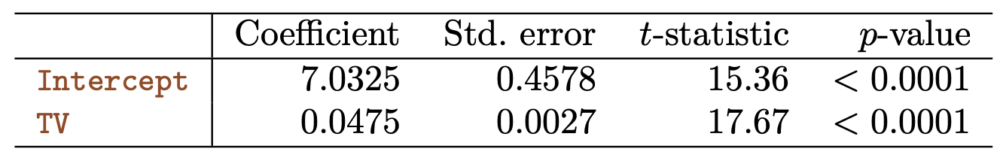 Coefficient Std. error t-statistic p-value
Intercept 7.0325 0.4578 15.36 < 0.0001
TV 0.0475 0.0027 17.67 < 0.0001